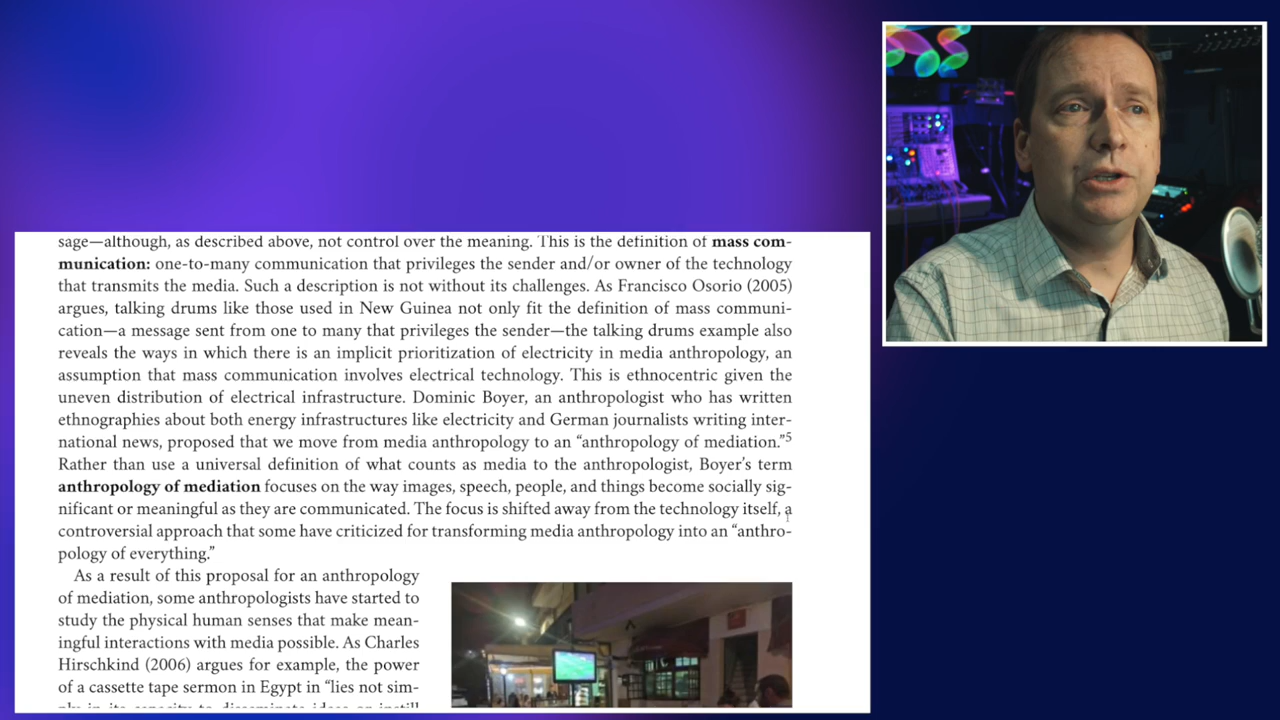 sage—although, as described above, not control over the meaning. This is the definition of mass com-
munication: one-to-many communication that privileges the sender and/or owner of the technology
that transmits the media. Such a description is not without its challenges. As Francisco Osorio (2005)
argues, talking drums like those used in New Guinea not only fit the definition of mass communi-
cation—a message sent from one to many that privileges the sender—the talking drums example also
reveals the ways in which there is an implicit prioritization of electricity in media anthropology, an
assumption that mass communication involves electrical technology. This is ethnocentric given the
uneven distribution of electrical infrastructure. Dominic Boyer, an anthropologist who has written
ethnographies about both energy infrastructures like electricity and German journalists writing inter-
national news, proposed that we move from media anthropology to an “anthropology of mediation.”5
Rather than use a universal definition of what counts as media to the anthropologist, Boyer’s term
anthropology of mediation focuses on the way images, speech, people, and things become socially sig-
nificant or meaningful as they are communicated. The focus is shifted away from the technology itself, a
controversial approach that some have criticized for transforming media anthropology into an “anthro-
pology of everything.”
As a result of this proposal for an anthropology
of mediation, some anthropologists have started to
study the physical human senses that make mean-
ingful interactions with media possible. As Charles
Hirschkind (2006) argues for example, the power
of a cassette tape sermon in Egypt in “lies not sim-